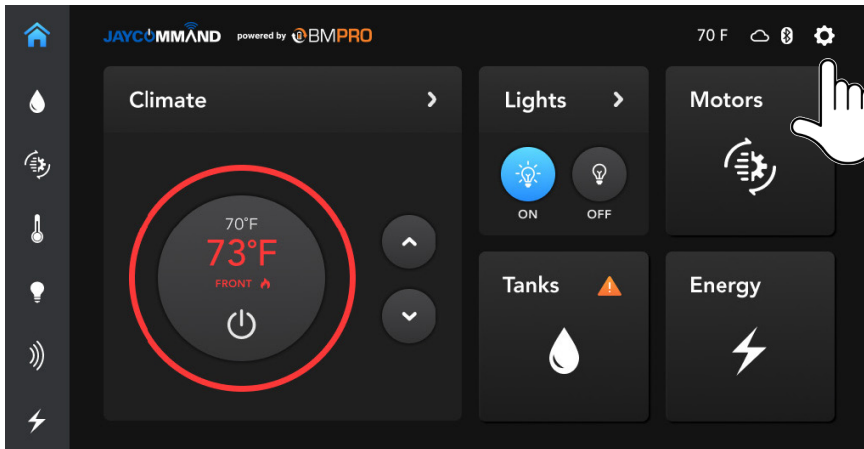 JAYCOMMAND powered by BMPRO 70 F
Climate
Lights
Motors
ON OFF
70°F
73°F
FRONT
Tanks
Energy